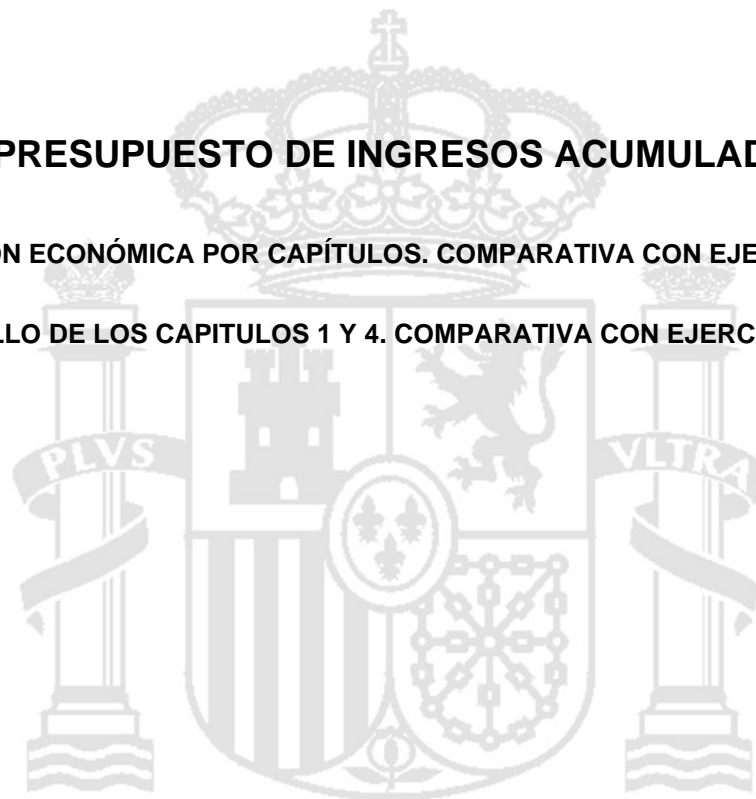 PRESUPUESTO DE INGRESOS ACUMULAD
ÓN ECONÓMICA POR CAPÍTULOS. COMPARATIVA CON EJE
LLO DE LOS CAPITULOS 1 Y 4. COMPARATIVA CON EJERC
PLVS
VLTRA